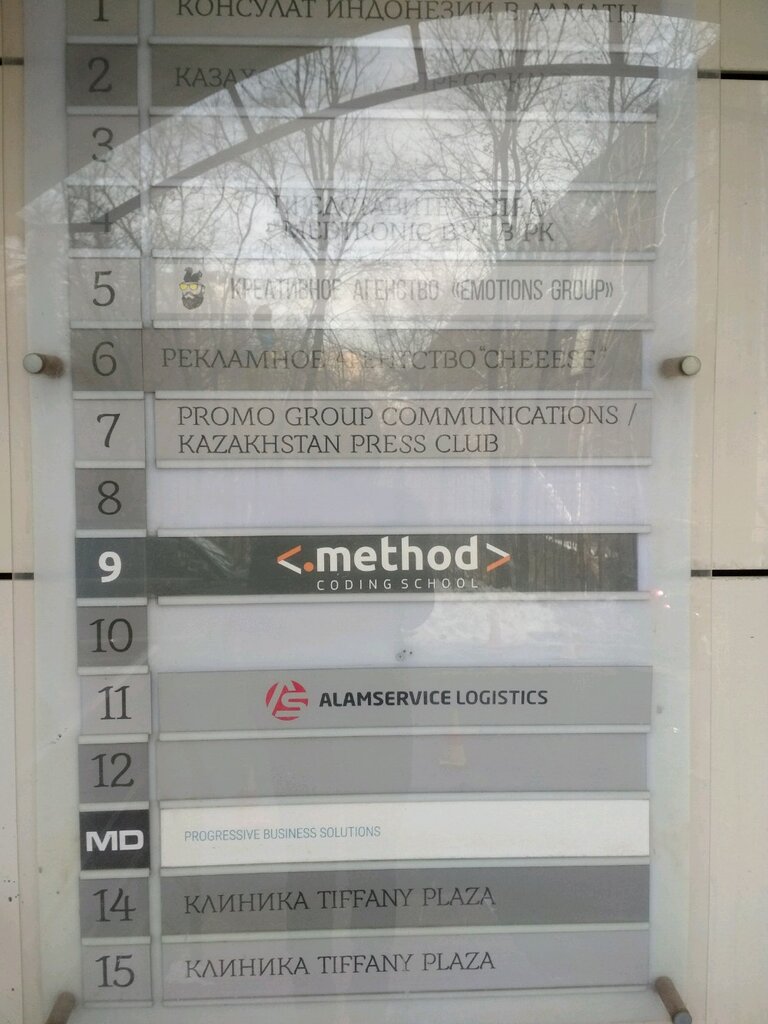 1 КОНСУЛАТ ИНДОНЕЗИИ В АЛМАТЫ
2
3
4 ПРЕДСТАВИТЕЛЬСТВО
MEDTRONIC B.V. В РК
5 КРЕАТИВНОЕ АГЕНСТВО «EMOTIONS GROUP»
6 РЕКЛАМНОЕ АГЕНТСТВО "CHEEESE"
7 PROMO GROUP COMMUNICATIONS /
KAZAKHSTAN PRESS CLUB
8
9 <.method>
CODING SCHOOL
10
11 ALAMSERVICE LOGISTICS
12
MD PROGRESSIVE BUSINESS SOLUTIONS
14 КЛИНИКА TIFFANY PLAZA
15 КЛИНИКА TIFFANY PLAZA